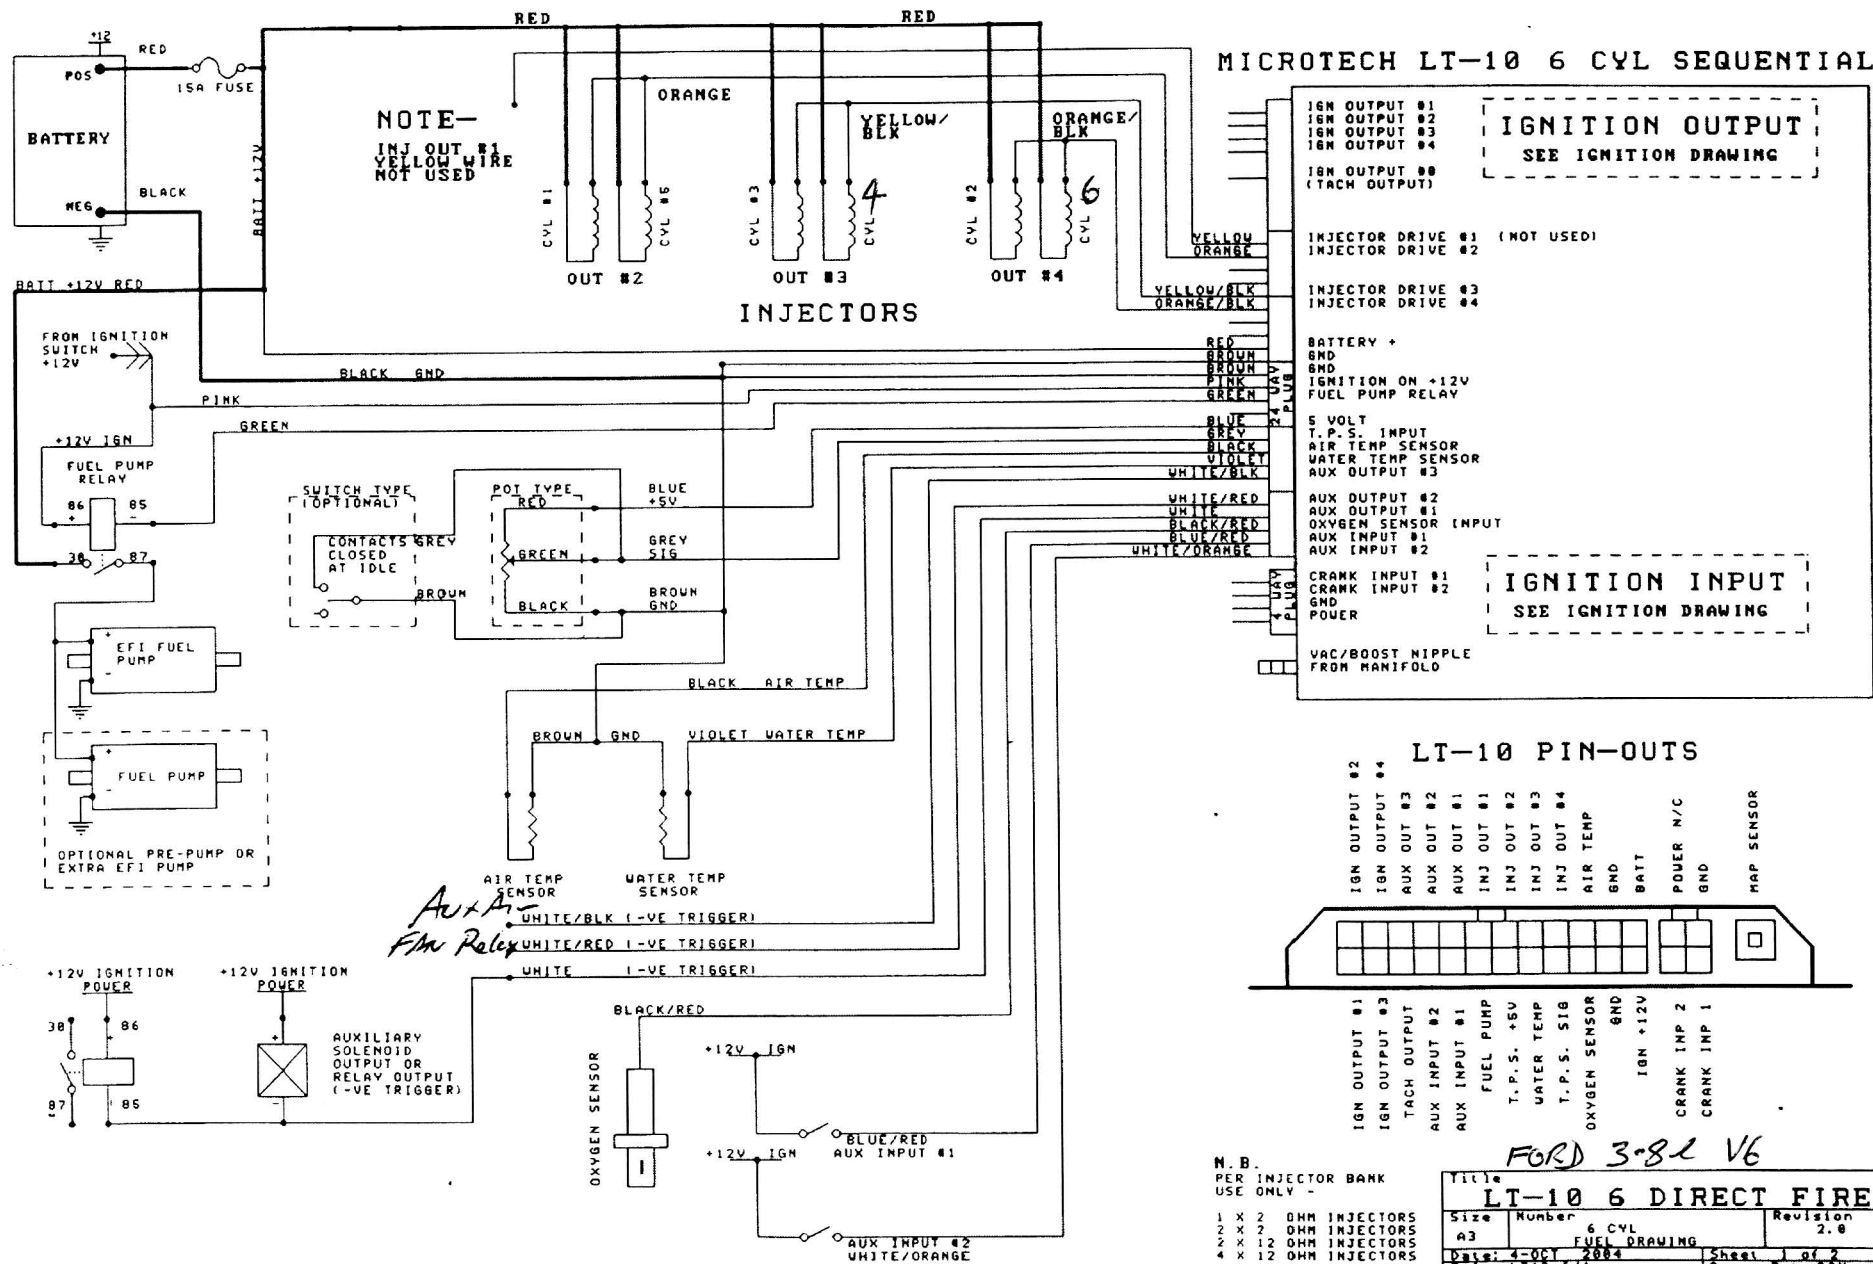 RED
RED
+12
RED
POS
15A FUSE
BATTERY
BLACK
NEG
BATT +12V
NOTE—
INJ OUT #1
YELLOW WIRE
NOT USED
ORANGE
YELLOW/
BLK
ORANGE/
BLK
CYL #1
CYL #5
CYL #3
CYL
4
CYL #2
CYL
6
OUT #2
OUT #3
OUT #4
INJECTORS
MICROTECH LT—10 6 CYL SEQUENTIAL
IGN OUTPUT #1
IGN OUTPUT #2
IGN OUTPUT #3
IGN OUTPUT #4
(TACH OUTPUT)
IGNITION OUTPUT
SEE IGNITION DRAWING
YELLOW INJECTOR DRIVE #1 (NOT USED)
ORANGE INJECTOR DRIVE #2
YELLOW/BLK INJECTOR DRIVE #3
ORANGE/BLK INJECTOR DRIVE #4
RED BATTERY +
BROWN GND
BROWN GND
PINK IGNITION ON +12V
GREEN FUEL PUMP RELAY
24 WAY
PLUG
BLUE 5 VOLT
GREY T.P.S. INPUT
BLACK AIR TEMP SENSOR
VIOLET WATER TEMP SENSOR
WHITE/BLK AUX OUTPUT #3
WHITE/RED AUX OUTPUT #2
WHITE AUX OUTPUT #1
BLACK/RED OXYGEN SENSOR INPUT
BLUE/RED AUX INPUT #1
WHITE/ORANGE AUX INPUT #2
4 WAY
PLUG
CRANK INPUT #1
CRANK INPUT #2
GND
POWER
IGNITION INPUT
SEE IGNITION DRAWING
VAC/BOOST NIPPLE
FROM MANIFOLD
BATT +12V RED
FROM IGNITION
SWITCH
+12V
BLACK GND
PINK
GREEN
+12V IGN
FUEL PUMP
RELAY
86
85
+
-
30
87
SWITCH TYPE
(OPTIONAL)
CONTACTS
CLOSED
AT IDLE
GREY
BROWN
POT TYPE
RED
GREEN
BLACK
BLUE
+5V
GREY
SIG
BROWN
GND
+
EFI FUEL
PUMP
-
+
FUEL PUMP
-
OPTIONAL PRE-PUMP OR
EXTRA EFI PUMP
BLACK AIR TEMP
BROWN GND
VIOLET WATER TEMP
AIR TEMP
SENSOR
WATER TEMP
SENSOR
WHITE/BLK (-VE TRIGGER)
FAN Relay
WHITE/RED (-VE TRIGGER)
WHITE (-VE TRIGGER)
+12V IGNITION
POWER
+12V IGNITION
POWER
30
86
+
87
85
+
-
AUXILIARY
SOLENOID
OUTPUT OR
RELAY OUTPUT
(-VE TRIGGER)
BLACK/RED
OXYGEN SENSOR
+12V IGN
BLUE/RED
AUX INPUT #1
+12V IGN
AUX INPUT #2
WHITE/ORANGE
LT—10 PIN—OUTS
IGN OUTPUT #2
IGN OUTPUT #4
AUX OUT #3
AUX OUT #2
AUX OUT #1
INJ OUT #1
INJ OUT #2
INJ OUT #3
INJ OUT #4
AIR TEMP
GND
BATT
POWER N/C
GND
MAP SENSOR
IGN OUTPUT #1
IGN OUTPUT #3
TACH OUTPUT
AUX INPUT #2
AUX INPUT #1
FUEL PUMP
T.P.S. +5V
WATER TEMP
T.P.S. SIG
OXYGEN SENSOR
GND
IGN +12V
CRANK INP 2
CRANK INP 1
FORD 3.8l V6
N.B.
PER INJECTOR BANK
USE ONLY -
1 X 2 OHM INJECTORS
2 X 2 OHM INJECTORS
2 X 12 OHM INJECTORS
4 X 12 OHM INJECTORS
Title
LT—10 6 DIRECT FIRE
Size
A3
Number
6 CYL
FUEL DRAWING
Revision
2.0
Date: 4-OCT 2004
Sheet 1 of 2